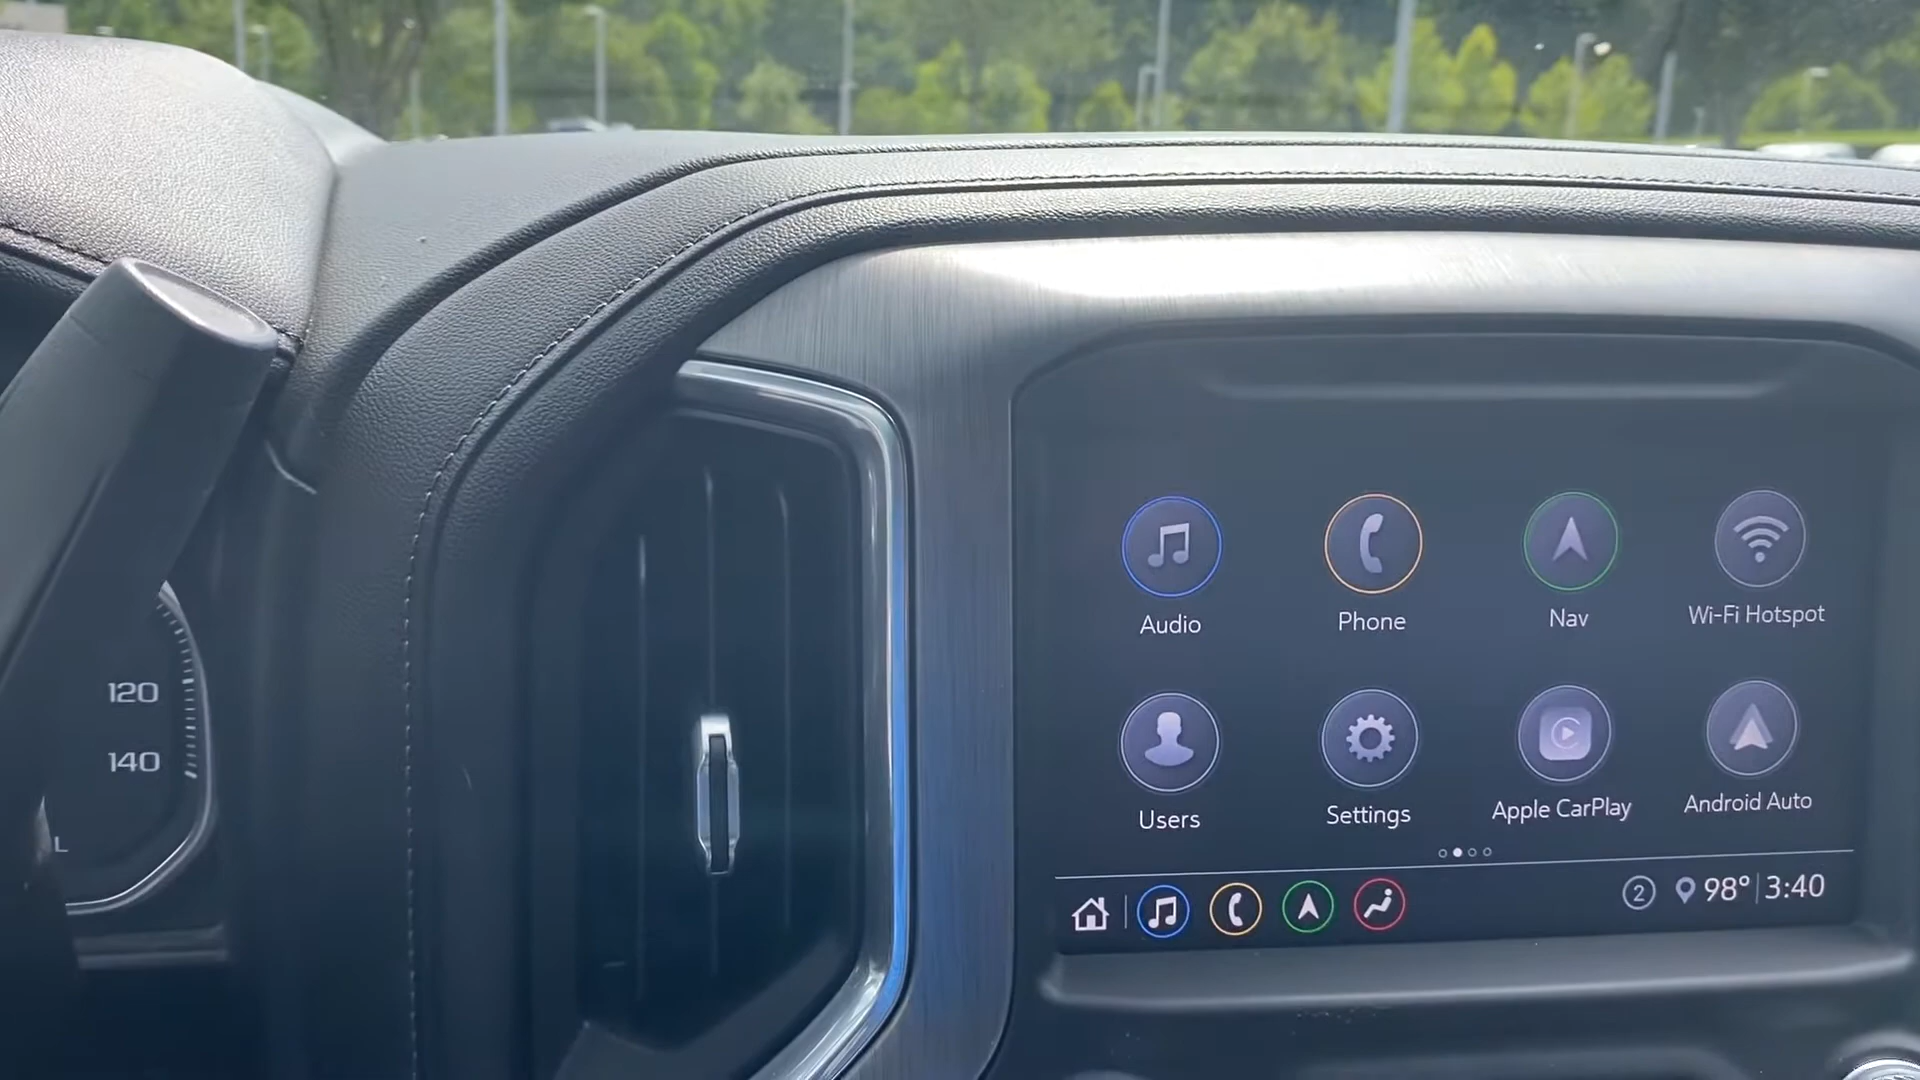 Audio
Phone
Nav
Wi-Fi Hotspot
Users
Settings
Apple CarPlay
Android Auto
2 98° 3:40
120
140
L